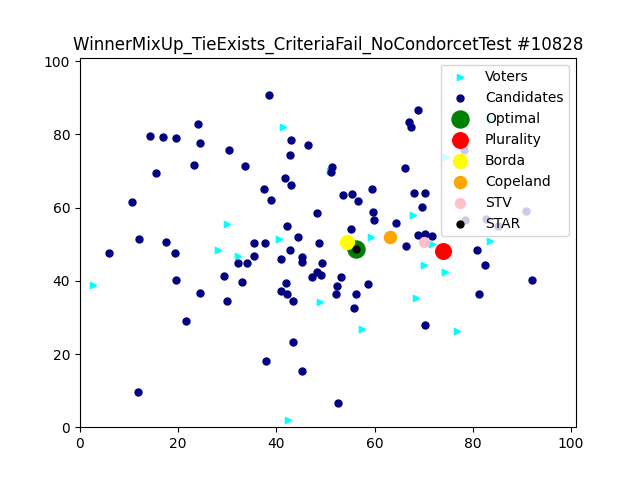 WinnerMixUp_TieExists_CriteriaFail_NoCondorcetTest #10828
100
80
60
40
20
0
0 20 40 60 80 100
Voters
Candidates
Optimal
Plurality
Borda
Copeland
STV
STAR